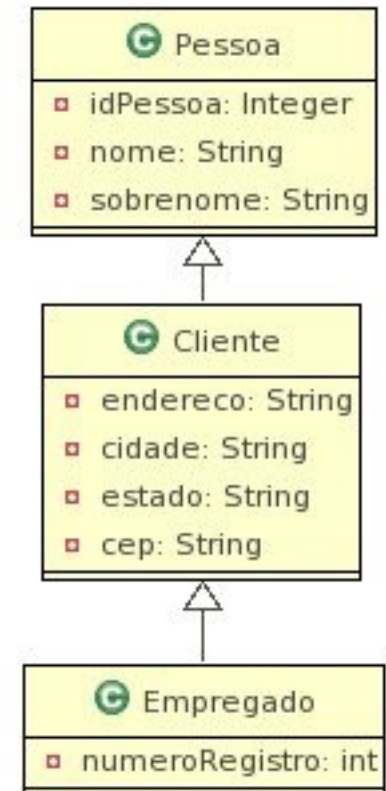 C Pessoa
idPessoa: Integer
nome: String
sobrenome: String
C Cliente
endereco: String
cidade: String
estado: String
cep: String
C Empregado
numeroRegistro: int